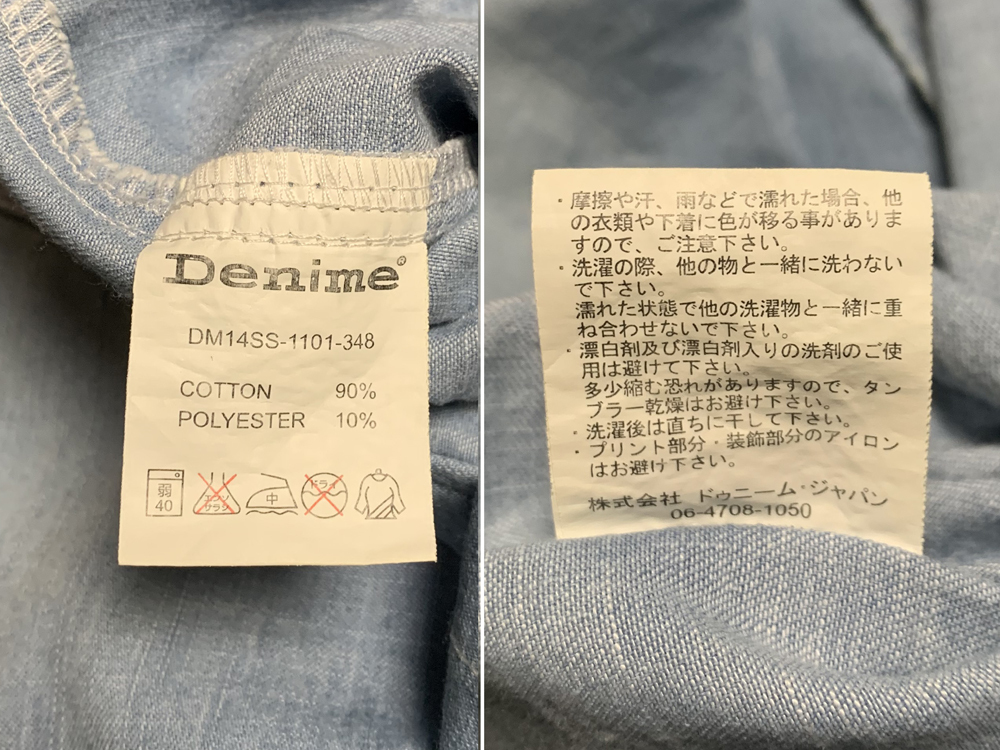 Denime®
DM14SS-1101-348
COTTON 90%
POLYESTER 10%
弱
40
エンソ
サラシ
中
ドライ
・摩擦や汗、雨などで濡れた場合、他
の衣類や下着に色が移る事がありま
すので、ご注意下さい。
・洗濯の際、他の物と一緒に洗わない
で下さい。
濡れた状態で他の洗濯物と一緒に重
ね合わせないで下さい。
・漂白剤及び漂白剤入りの洗剤のご使
用は避けて下さい。
多少縮む恐れがありますので、タン
ブラー乾燥はお避け下さい。
・洗濯後は直ちに干して下さい。
・プリント部分・装飾部分のアイロン
はお避け下さい。
株式会社 ドゥニーム・ジャパン
06-4708-1050